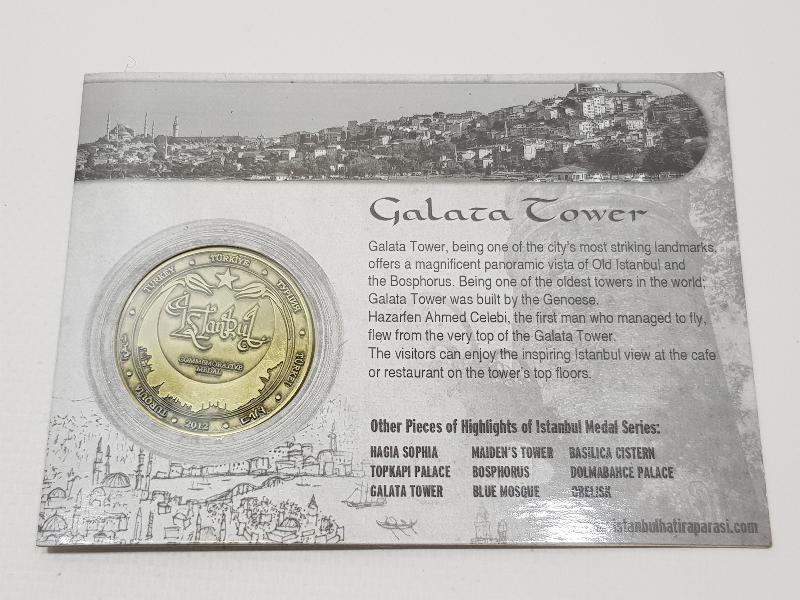 Galata Tower
Galata Tower, being one of the city's most striking landmarks,
offers a magnificent panoramic vista of Old Istanbul and
the Bosphorus. Being one of the oldest towers in the world;
Galata Tower was built by the Genoese.
Hazarfen Ahmed Celebi, the first man who managed to fly,
flew from the very top of the Galata Tower.
The visitors can enjoy the inspiring Istanbul view at the cafe
or restaurant on the tower's top floors.
Other Pieces of Highlights of Istanbul Medal Series:
HAGIA SOPHIA MAIDEN'S TOWER BASILICA CISTERN
TOPKAPI PALACE BOSPHORUS DOLMABAHCE PALACE
GALATA TOWER BLUE MOSQUE OBELISK
istanbulhatiraparasi.com
TURKEY • TÜRKİYE
İstanbul
COMMEMORATIVE
MEDAL
TÜRKEI
TURQUIA
2012